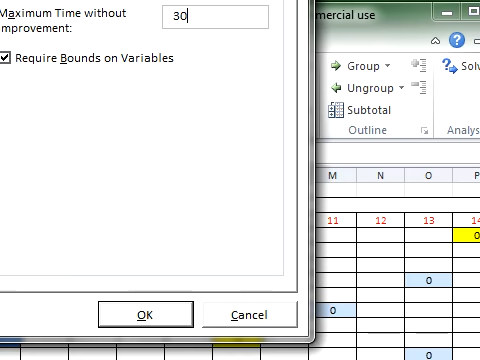 Maximum Time without
improvement:
30
Require Bounds on Variables
OK
Cancel
mercial use
Group
Ungroup
Subtotal
Outline
Solv
Analys
M N O P
11 12 13 14
0
0
0
0